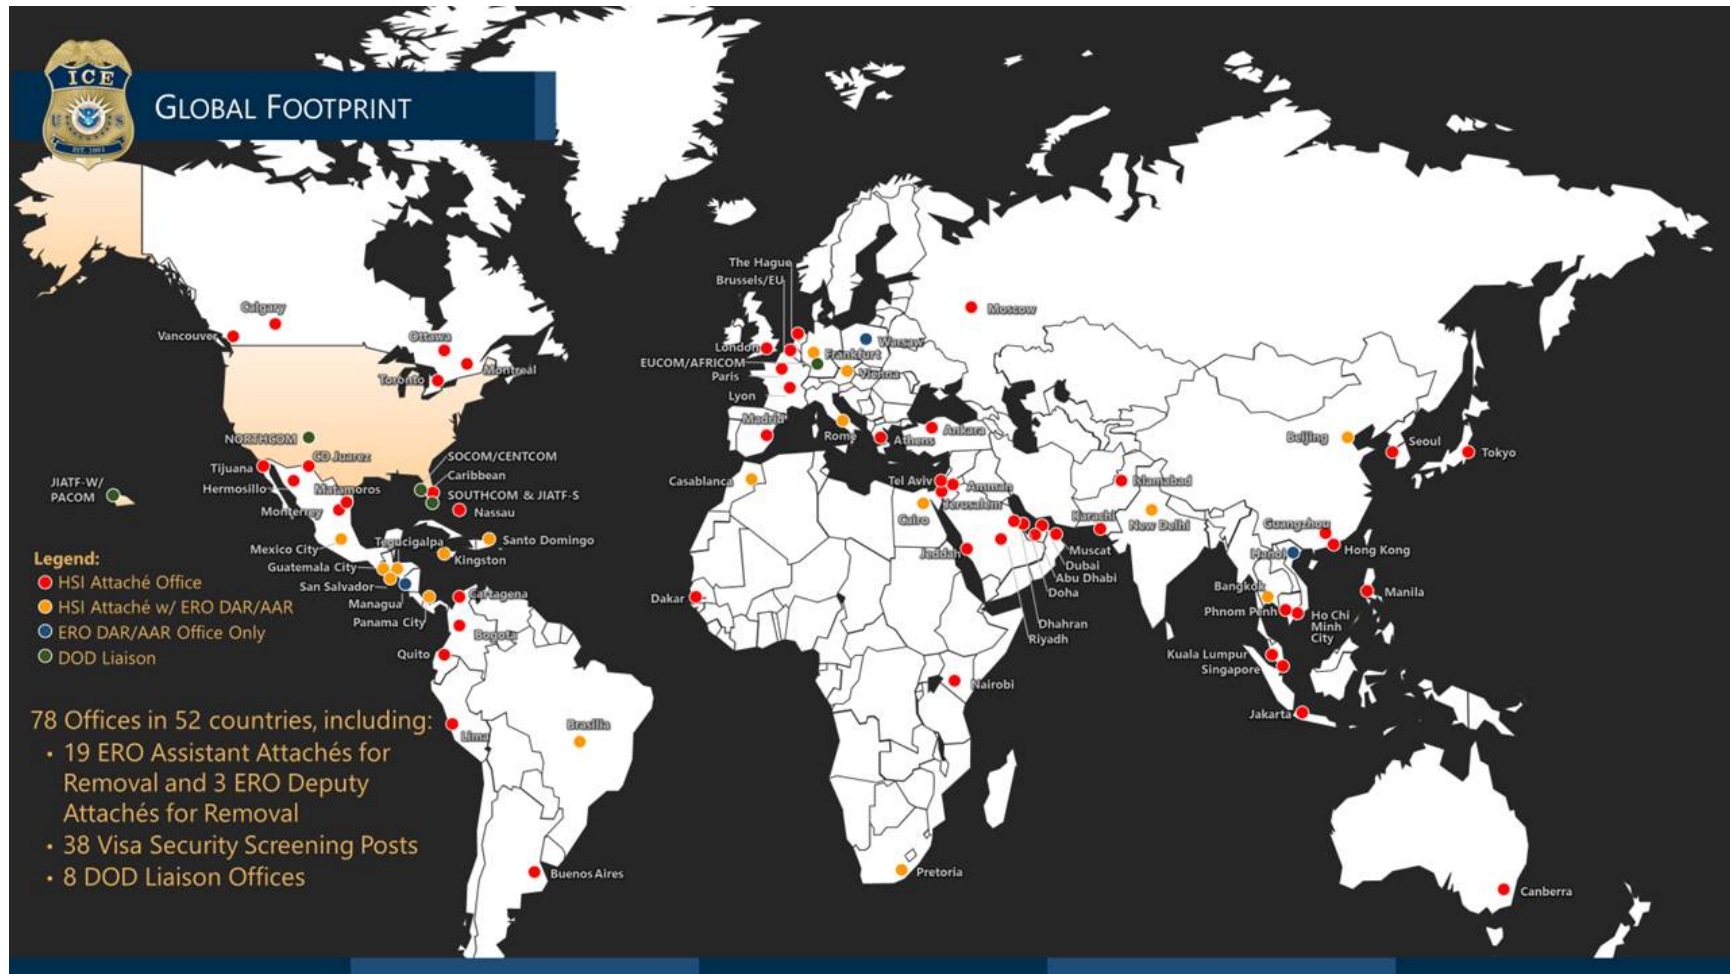 ICE
U S
EST. 2003
GLOBAL FOOTPRINT
Calgary
Vancouver
Ottawa
Montreal
Toronto
NORTHCOM
CD Juarez
Tijuana
Hermosillo
Matamoros
Monterrey
SOCOM/CENTCOM
Caribbean
SOUTHCOM & JIATF-S
Nassau
JIATF-W/
PACOM
Mexico City
Tegucigalpa
Santo Domingo
Kingston
Guatemala City
San Salvador
Managua
Panama City
Cartagena
Bogota
Quito
Lima
Brasilia
Buenos Aires
The Hague
Brussels/EU
London
EUCOM/AFRICOM
Paris
Lyon
Madrid
Frankfurt
Warsaw
Vienna
Rome
Athens
Ankara
Moscow
Casablanca
Tel Aviv
Amman
Jerusalem
Cairo
Jeddah
Dakar
Nairobi
Pretoria
Muscat
Dubai
Abu Dhabi
Doha
Dhahran
Riyadh
Islamabad
Karachi
New Delhi
Beijing
Seoul
Tokyo
Guangzhou
Hong Kong
Hanoi
Bangkok
Manila
Phnom Penh
Ho Chi
Minh
City
Kuala Lumpur
Singapore
Jakarta
Canberra
Legend:
HSI Attaché Office
HSI Attaché w/ ERO DAR/AAR
ERO DAR/AAR Office Only
DOD Liaison
78 Offices in 52 countries, including:
• 19 ERO Assistant Attachés for
Removal and 3 ERO Deputy
Attachés for Removal
• 38 Visa Security Screening Posts
• 8 DOD Liaison Offices